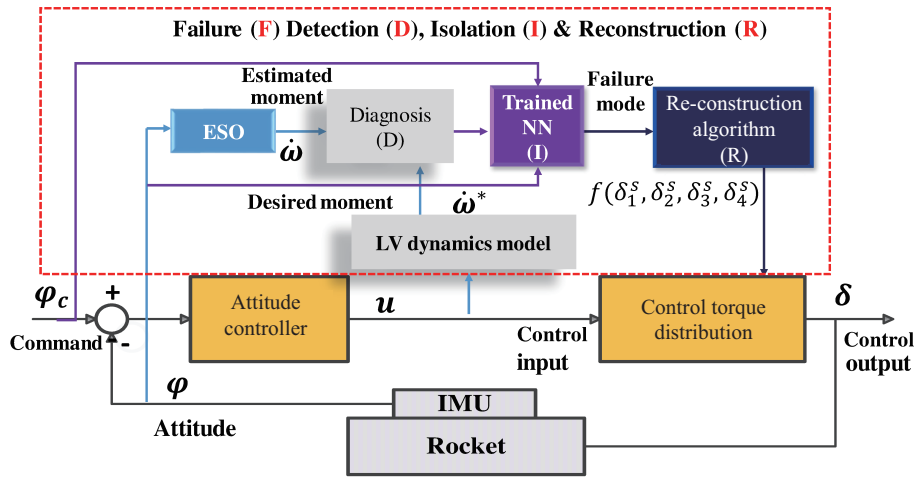 Failure (F) Detection (D), Isolation (I) & Reconstruction (R)
Estimated
moment
ESO
ω̇
Diagnosis
(D)
Trained
NN
(I)
Failure
mode
Re-construction
algorithm
(R)
Desired moment
ω̇*
f(δ₁ˢ, δ₂ˢ, δ₃ˢ, δ₄ˢ)
LV dynamics model
φc
+
-
Command
Attitude
controller
u
Control
input
Control torque
distribution
δ
Control
output
φ
Attitude
IMU
Rocket